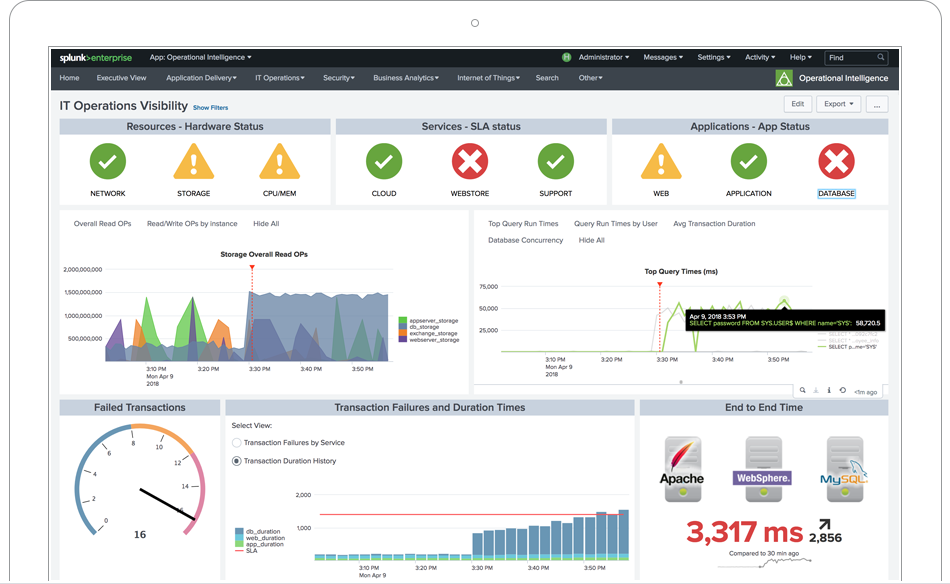 splunk>enterprise App: Operational Intelligence H Administrator Messages Settings Activity Help Find
Home Executive View Application Delivery IT Operations Security Business Analytics Internet of Things Search Other Operational Intelligence
IT Operations Visibility Show Filters Edit Export ...
Resources - Hardware Status
NETWORK STORAGE CPU/MEM
Services - SLA status
CLOUD WEBSTORE SUPPORT
Applications - App Status
WEB APPLICATION DATABASE
Overall Read OPs Read/Write OPs by instance Hide All
Storage Overall Read OPs
2,000,000,000
1,500,000,000
1,000,000,000
500,000,000
appserver_storage
db_storage
exchange_storage
webserver_storage
3:10 PM 3:20 PM 3:30 PM 3:40 PM 3:50 PM
Mon Apr 9
2018
Top Query Run Times Query Run Times by User Avg Transaction Duration
Database Concurrency Hide All
Top Query Times (ms)
75,000
50,000
25,000
Apr 9, 2018 3:53 PM
SELECT password FROM SYS.USER$ WHERE name='SYS': 58,720.5
SELECT p...me='SYS'
3:10 PM 3:20 PM 3:30 PM 3:40 PM 3:50 PM
Mon Apr 9
2018
<1m ago
Failed Transactions
0
2
4
6
8
10
12
14
16
Transaction Failures and Duration Times
Select View:
Transaction Failures by Service
Transaction Duration History
2,000
1,000
db_duration
web_duration
app_duration
SLA
3:10 PM 3:20 PM 3:30 PM 3:40 PM 3:50 PM
Mon Apr 9
End to End Time
Apache WebSphere. MySQL
3,317 ms 2,856
Compared to 30 min ago